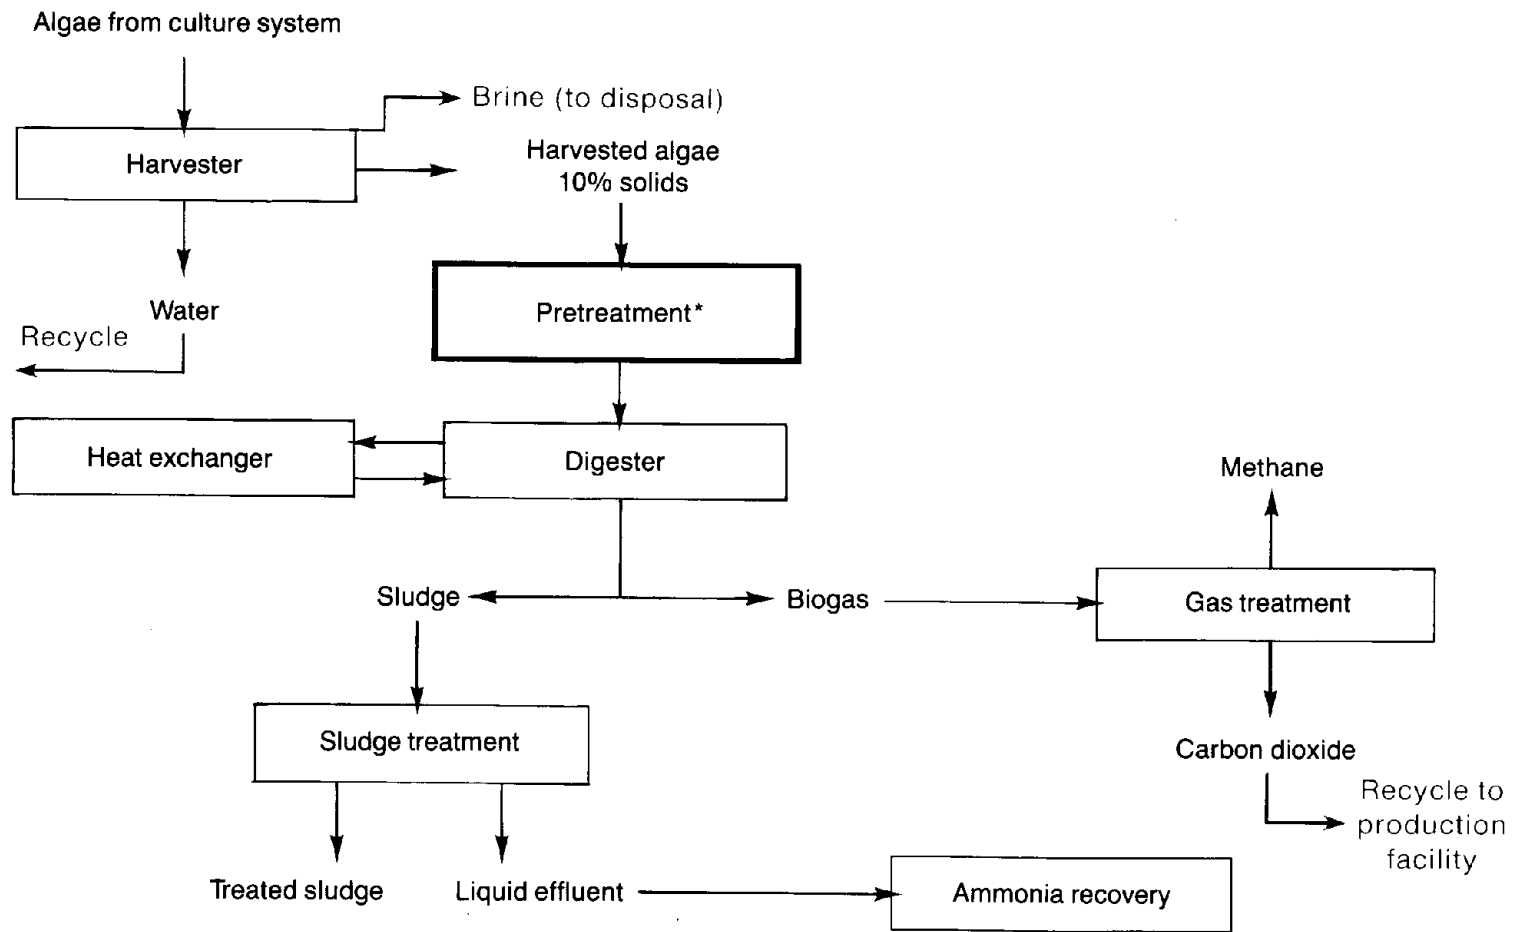 Algae from culture system
Brine (to disposal)
Harvester
Harvested algae
10% solids
Water
Recycle
Pretreatment*
Heat exchanger
Digester
Methane
Sludge
Biogas
Gas treatment
Sludge treatment
Carbon dioxide
Recycle to
production
facility
Treated sludge
Liquid effluent
Ammonia recovery